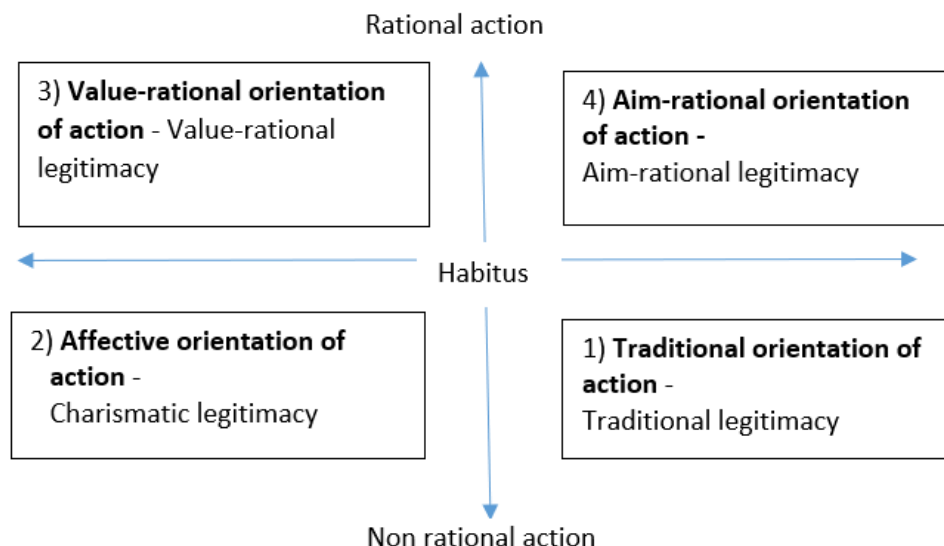 Rational action
3) Value-rational orientation
of action - Value-rational
legitimacy
4) Aim-rational orientation
of action -
Aim-rational legitimacy
Habitus
2) Affective orientation of
action -
Charismatic legitimacy
1) Traditional orientation of
action -
Traditional legitimacy
Non rational action